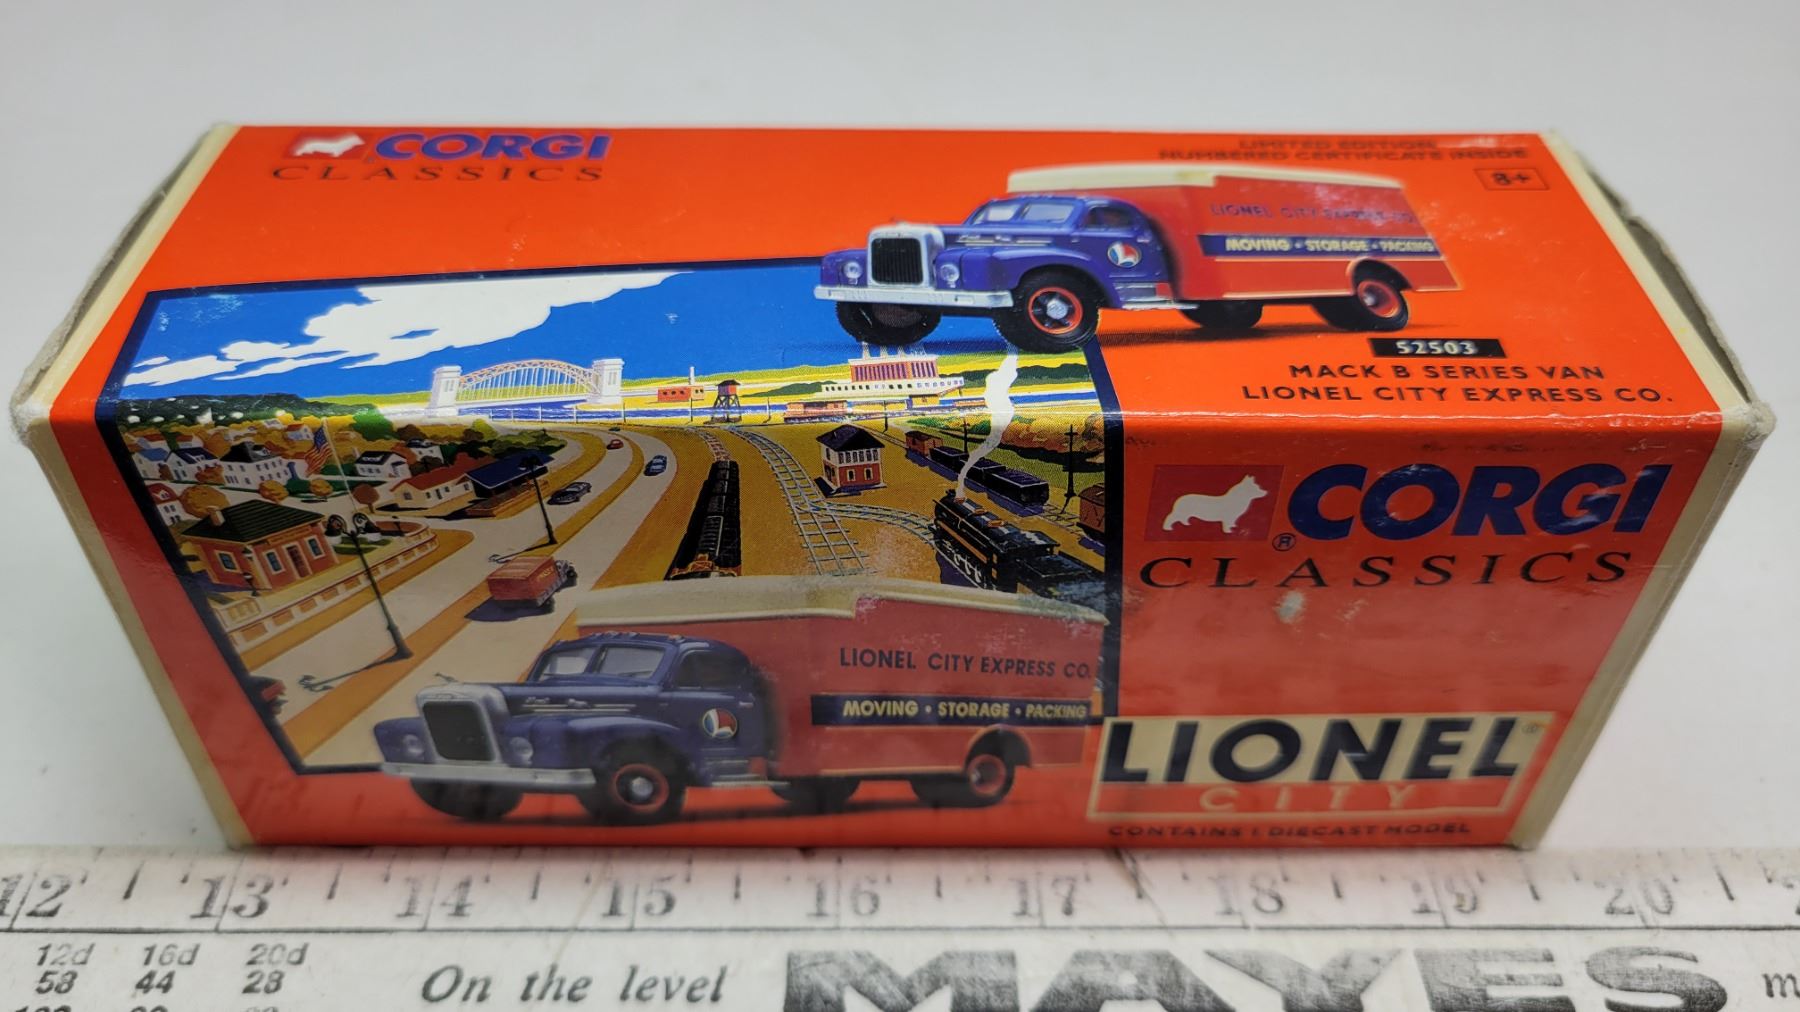 CORGI
CLASSICS
LIMITED EDITION
NUMBERED CERTIFICATE INSIDE
8+
LIONEL CITY EXPRESS CO.
MOVING • STORAGE • PACKING
L
52503
MACK B SERIES VAN
LIONEL CITY EXPRESS CO.
CORGI
®
CLASSICS
LIONEL CITY EXPRESS CO.
MOVING • STORAGE • PACKING
L
LIONEL®
CITY
CONTAINS 1 DIECAST MODEL
12 13 14 15 16 17 18 19 20
12d 16d 20d
58 44 28
On the level MAYES